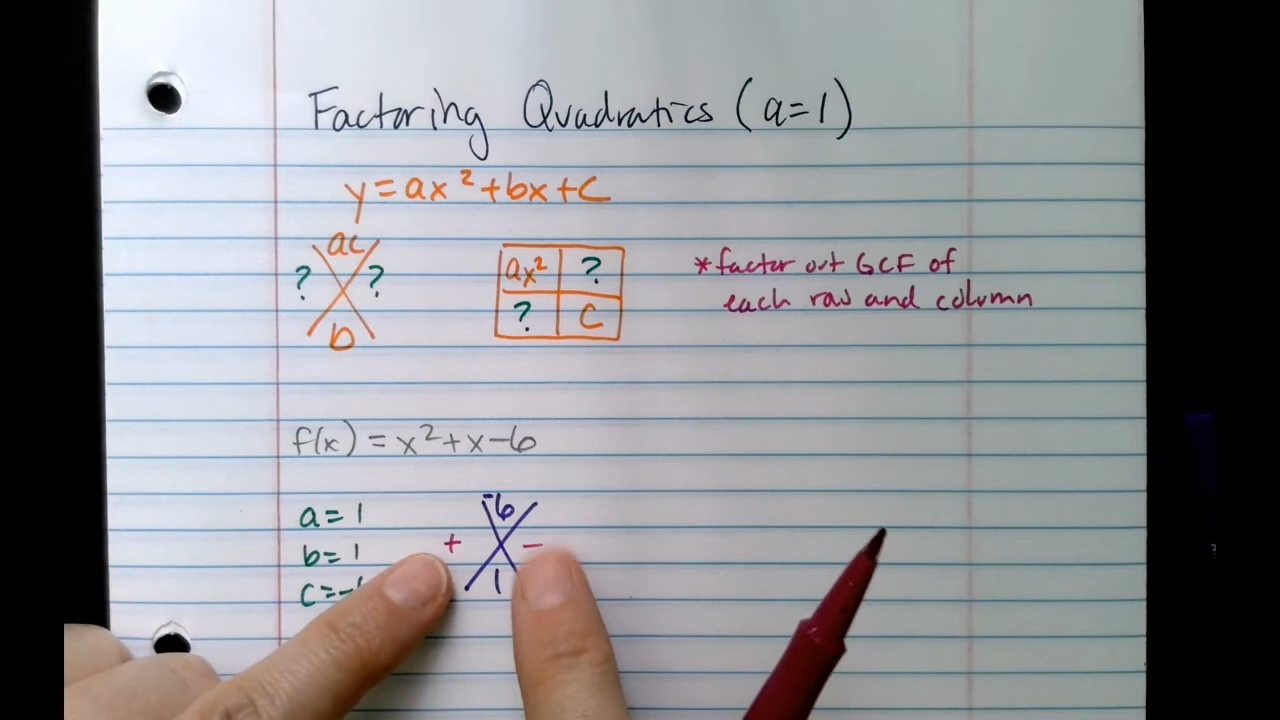 Factoring Quadratics (a=1)
y=ax²+bx+c
ac
? ?
b
ax² ?
? c
*factor out GCF of
each row and column
f(x) = x²+x-6
a=1
b=1
c=-
-6
+ -
1